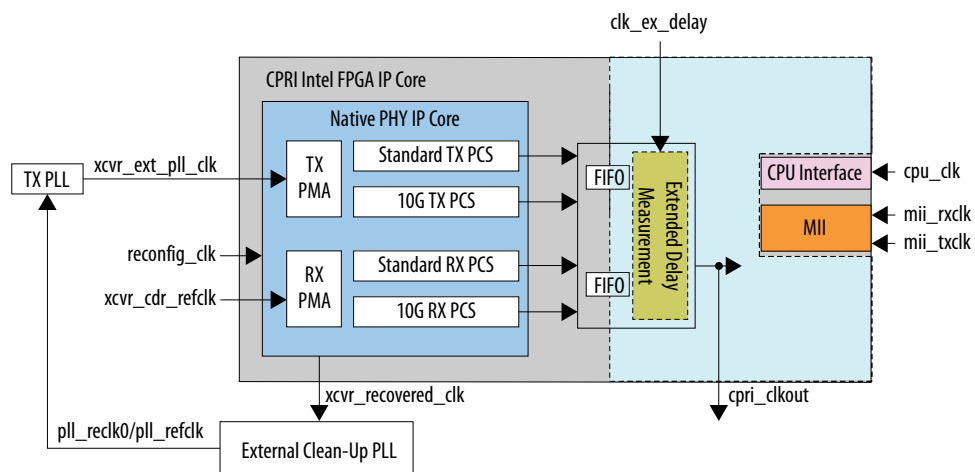 clk_ex_delay
CPRI Intel FPGA IP Core
Native PHY IP Core
TX PLL
xcvr_ext_pll_clk
TX
PMA
Standard TX PCS
10G TX PCS
FIFO
Extended Delay
Measurement
CPU Interface
cpu_clk
MII
mii_rxclk
mii_txclk
reconfig_clk
xcvr_cdr_refclk
RX
PMA
Standard RX PCS
10G RX PCS
FIFO
xcvr_recovered_clk
cpri_clkout
pll_reclk0/pll_refclk
External Clean-Up PLL